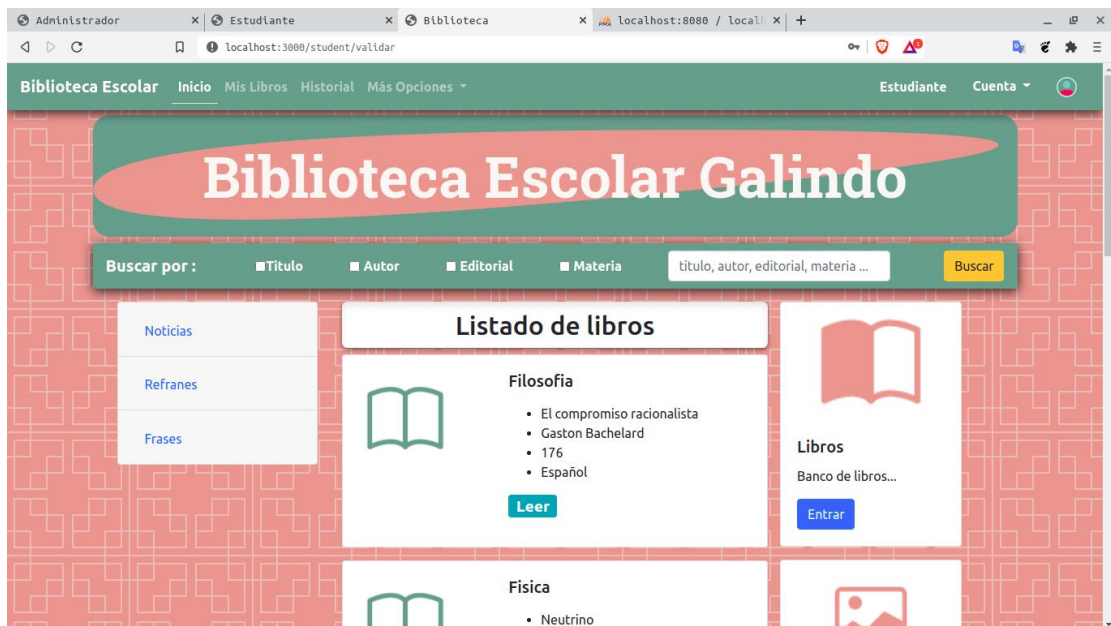 Administrador
Estudiante
Biblioteca
localhost:8080 / localh
localhost:3000/student/validar
Biblioteca Escolar Inicio Mis Libros Historial Más Opciones Estudiante Cuenta
Biblioteca Escolar Galindo
Buscar por : Titulo Autor Editorial Materia titulo, autor, editorial, materia ... Buscar
Noticias
Refranes
Frases
Listado de libros
Filosofia
El compromiso racionalista
Gaston Bachelard
176
Español
Leer
Fisica
Neutrino
Libros
Banco de libros...
Entrar